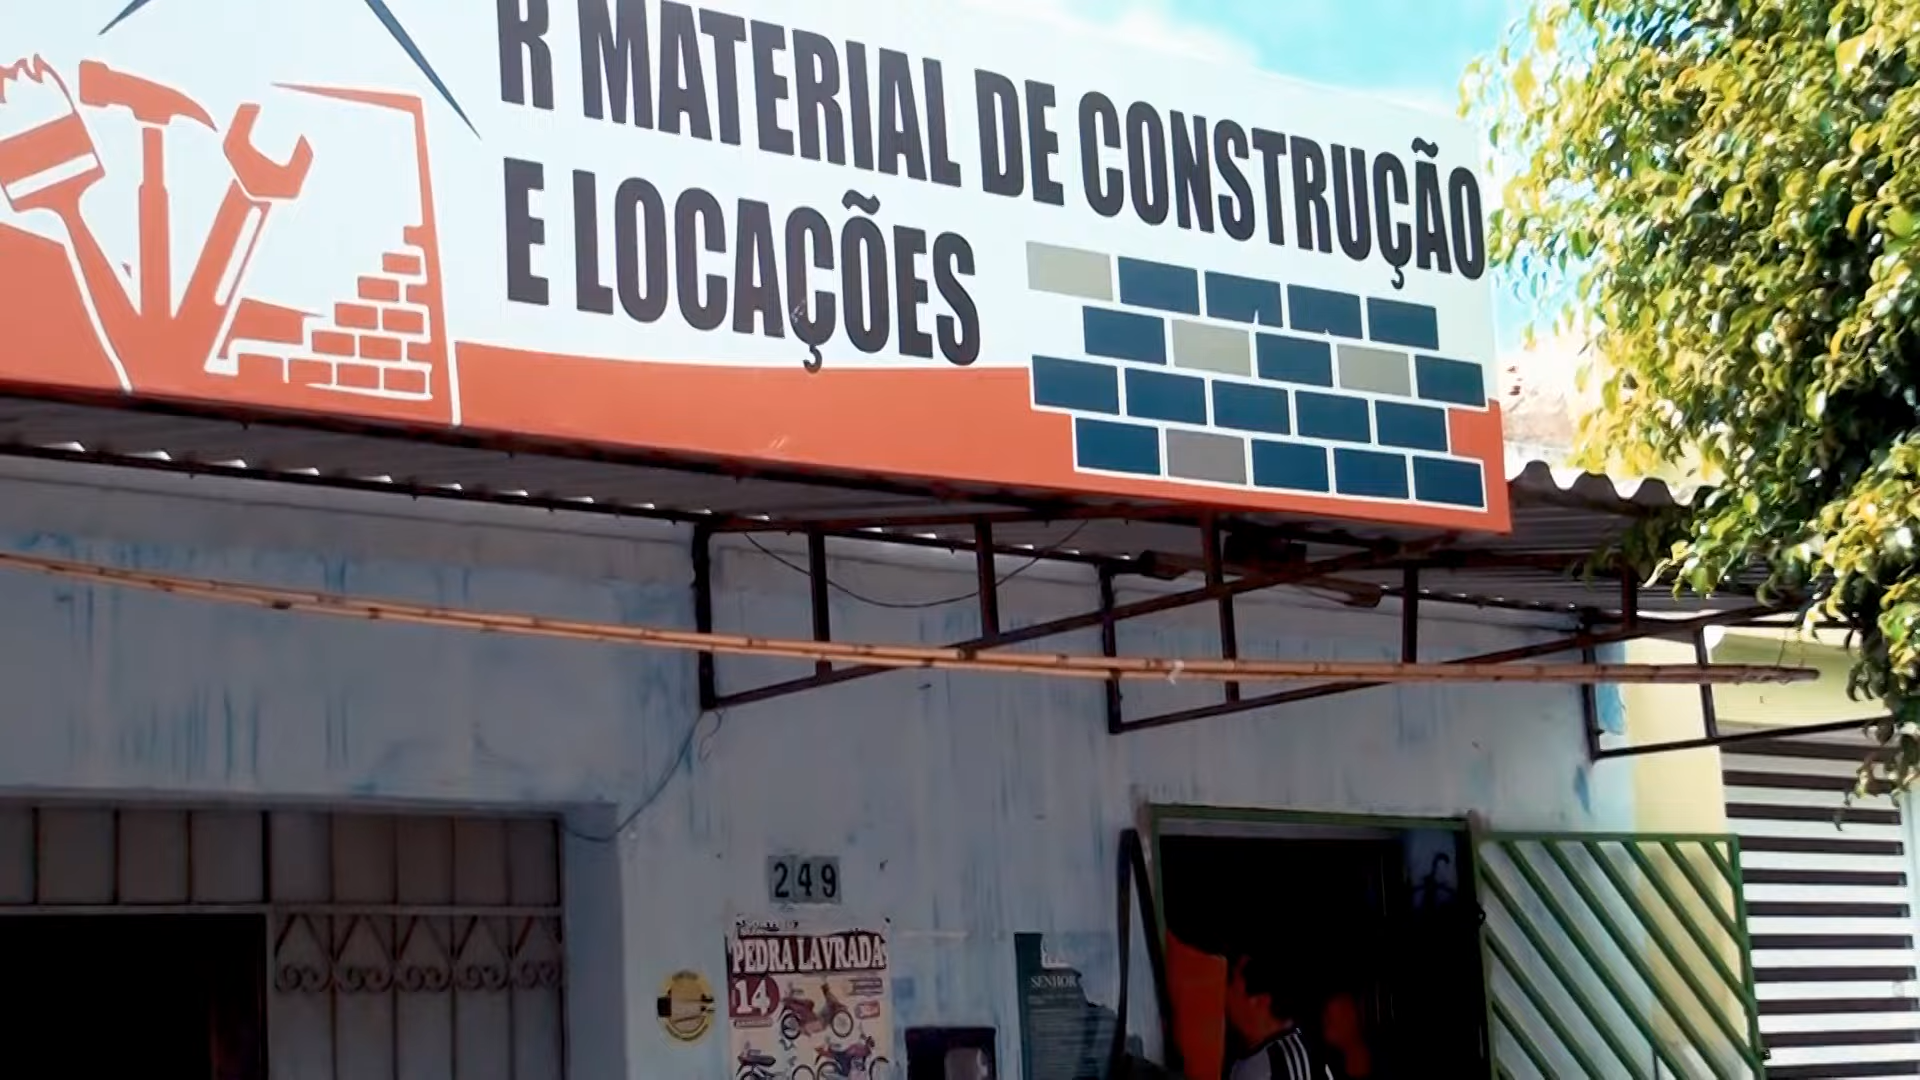 R MATERIAL DE CONSTRUÇÃO
E LOCAÇÕES
249
PEDRA LAVRADA
14
SENHOR